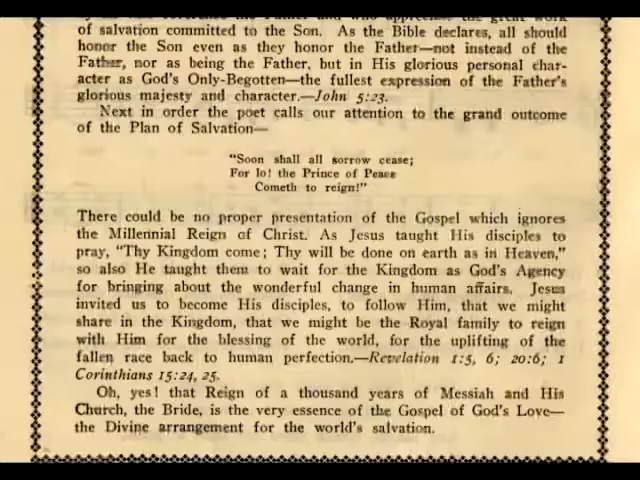 of salvation committed to the Son. As the Bible declares, all should
honor the Son even as they honor the Father—not instead of the
Father, nor as being the Father, but in His glorious personal char-
acter as God's Only-Begotten—the fullest expression of the Father's
glorious majesty and character.—John 5:23.
Next in order the poet calls our attention to the grand outcome
of the Plan of Salvation—
"Soon shall all sorrow cease;
For lo! the Prince of Peace
Cometh to reign!"
There could be no proper presentation of the Gospel which ignores
the Millennial Reign of Christ. As Jesus taught His disciples to
pray, "Thy Kingdom come; Thy will be done on earth as in Heaven,"
so also He taught them to wait for the Kingdom as God's Agency
for bringing about the wonderful change in human affairs. Jesus
invited us to become His disciples, to follow Him, that we might
share in the Kingdom, that we might be the Royal family to reign
with Him for the blessing of the world, for the uplifting of the
fallen race back to human perfection.—Revelation 1:5, 6; 20:6; 1
Corinthians 15:24, 25.
Oh, yes! that Reign of a thousand years of Messiah and His
Church, the Bride, is the very essence of the Gospel of God's Love—
the Divine arrangement for the world's salvation.